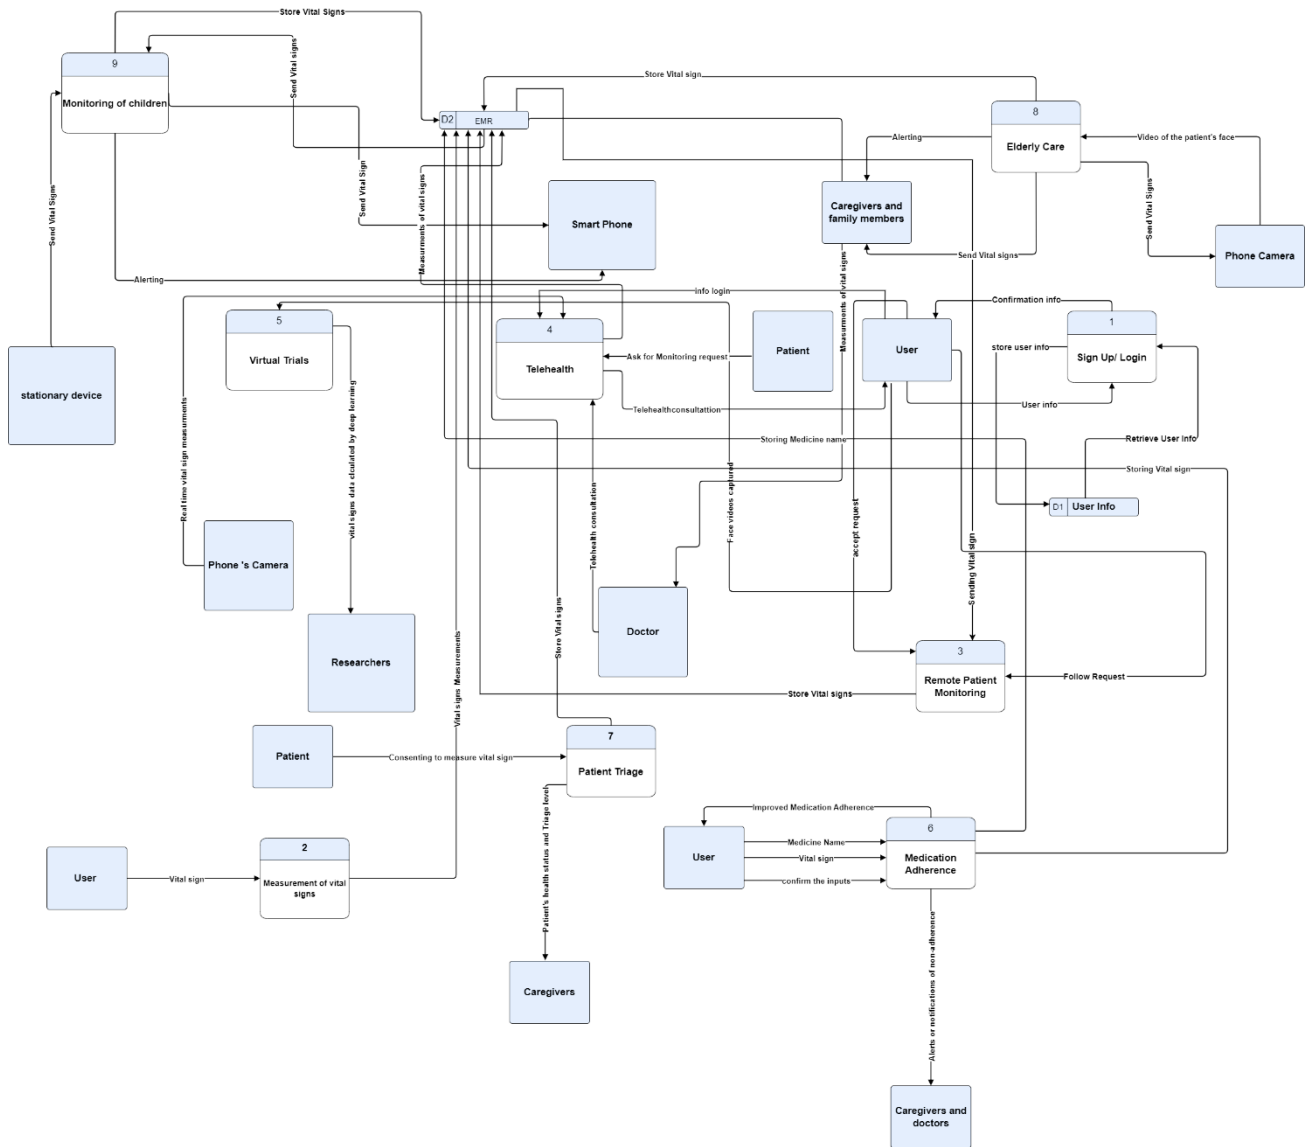 Store Vital Signs
9
Monitoring of children
Send Vital signs
Store Vital sign
D2
EMR
8
Elderly Care
Alerting
Video of the patient's face
Send Vital Signs
Send Vital Sign
Measurments of vital signs
Smart Phone
Caregivers and
family members
Send Vital Signs
Phone Camera
Send Vital signs
Alerting
info login
Confirmation info
5
Virtual Trials
4
Telehealth
Ask for Monitoring request
Patient
Measurments of vital signs
User
store user info
1
Sign Up/ Login
stationary device
Telehealthconsultattion
User info
Storing Medicine name
Retrieve User Info
Real time vital sign measurments
vital signs data clculated by deep learning
Storing Vital sign
Face videos captured
accept request
D1
User Info
Phone 's Camera
Telehealth consultation
Sending Vital sign
Researchers
Doctor
3
Remote Patient
Monitoring
Follow Request
Store Vital signs
Vital signs Measurements
Store Vital signs
Patient
Consenting to measure vital sign
7
Patient Triage
Improved Medication Adherence
User
Medicine Name
Vital sign
confirm the inputs
6
Medication
Adherence
User
Vital sign
2
Measurement of vital
signs
Patient's health status and Triage level
Caregivers
Alerts or notifications of non-adherence
Caregivers and
doctors